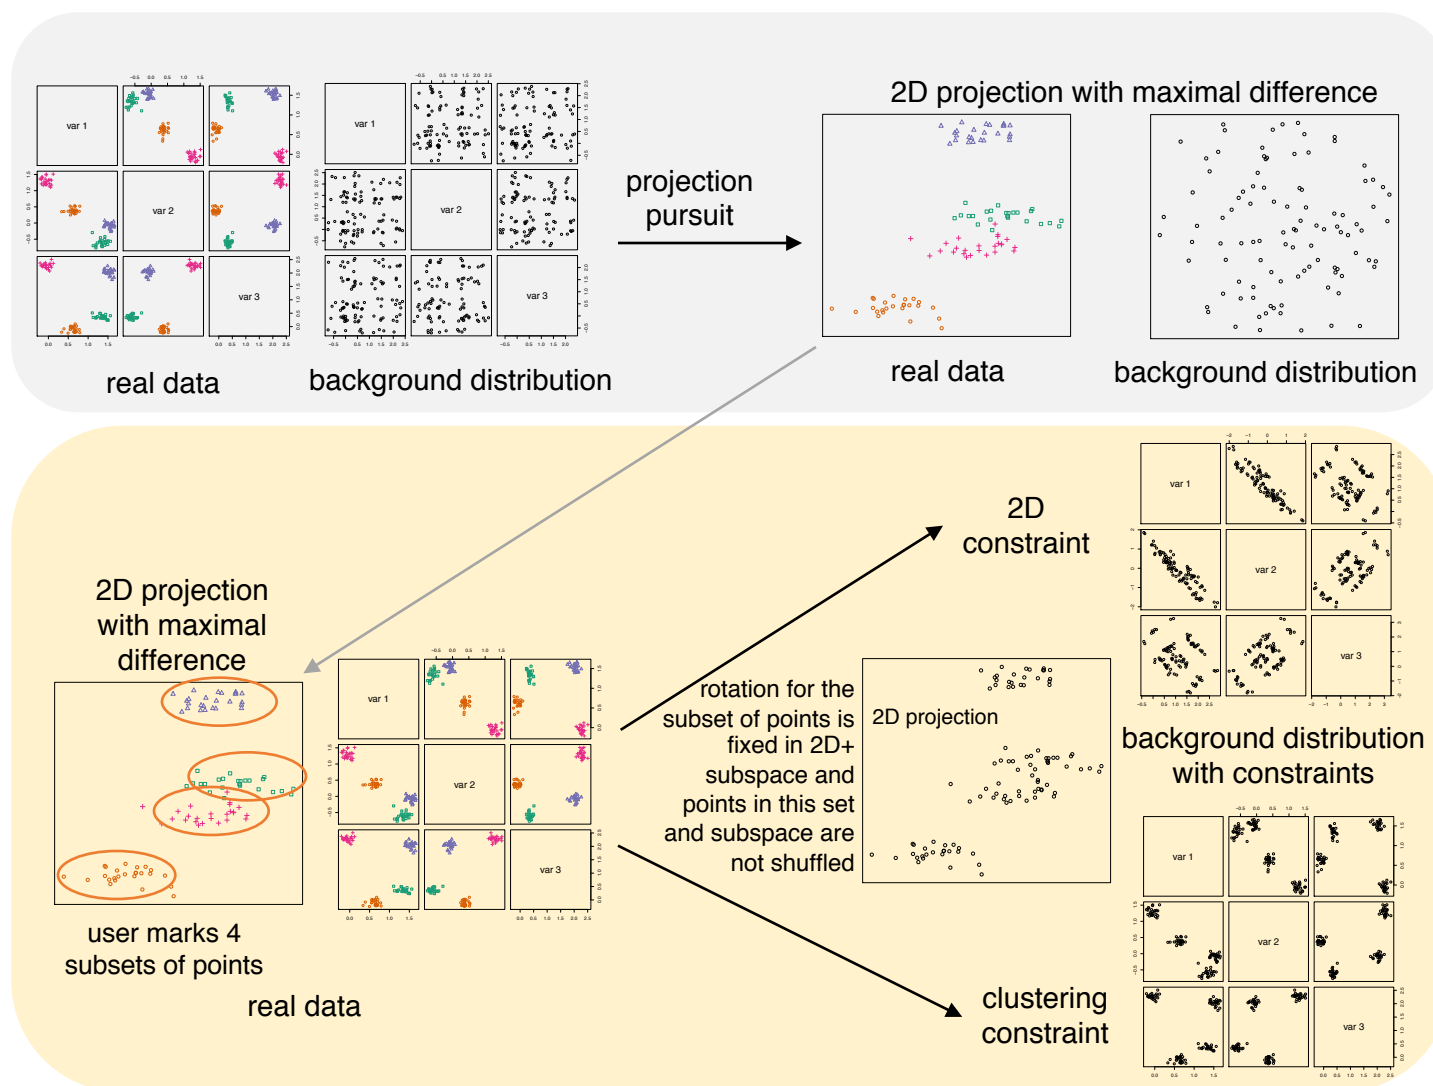 2D projection with maximal difference
var 1
var 2
var 3
var 1
var 2
var 3
projection
pursuit
real data
background distribution
real data
background distribution
2D projection
with maximal
difference
user marks 4
subsets of points
var 1
var 2
var 3
real data
2D
constraint
rotation for the
subset of points is
fixed in 2D+
subspace and
points in this set
and subspace are
not shuffled
2D projection
clustering
constraint
var 1
var 2
var 3
background distribution
with constraints
var 1
var 2
var 3